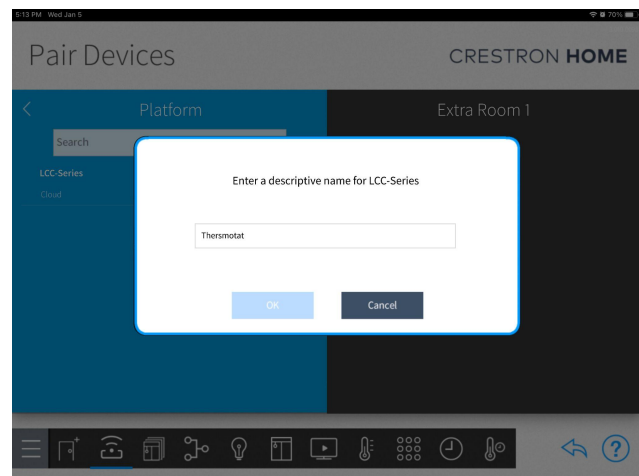 5:13 PM Wed Jan 5
70%
Pair Devices
CRESTRON HOME
Platform
Extra Room 1
Search
LCC-Series
Cloud
Enter a descriptive name for LCC-Series
Thersmotat
OK
Cancel
?